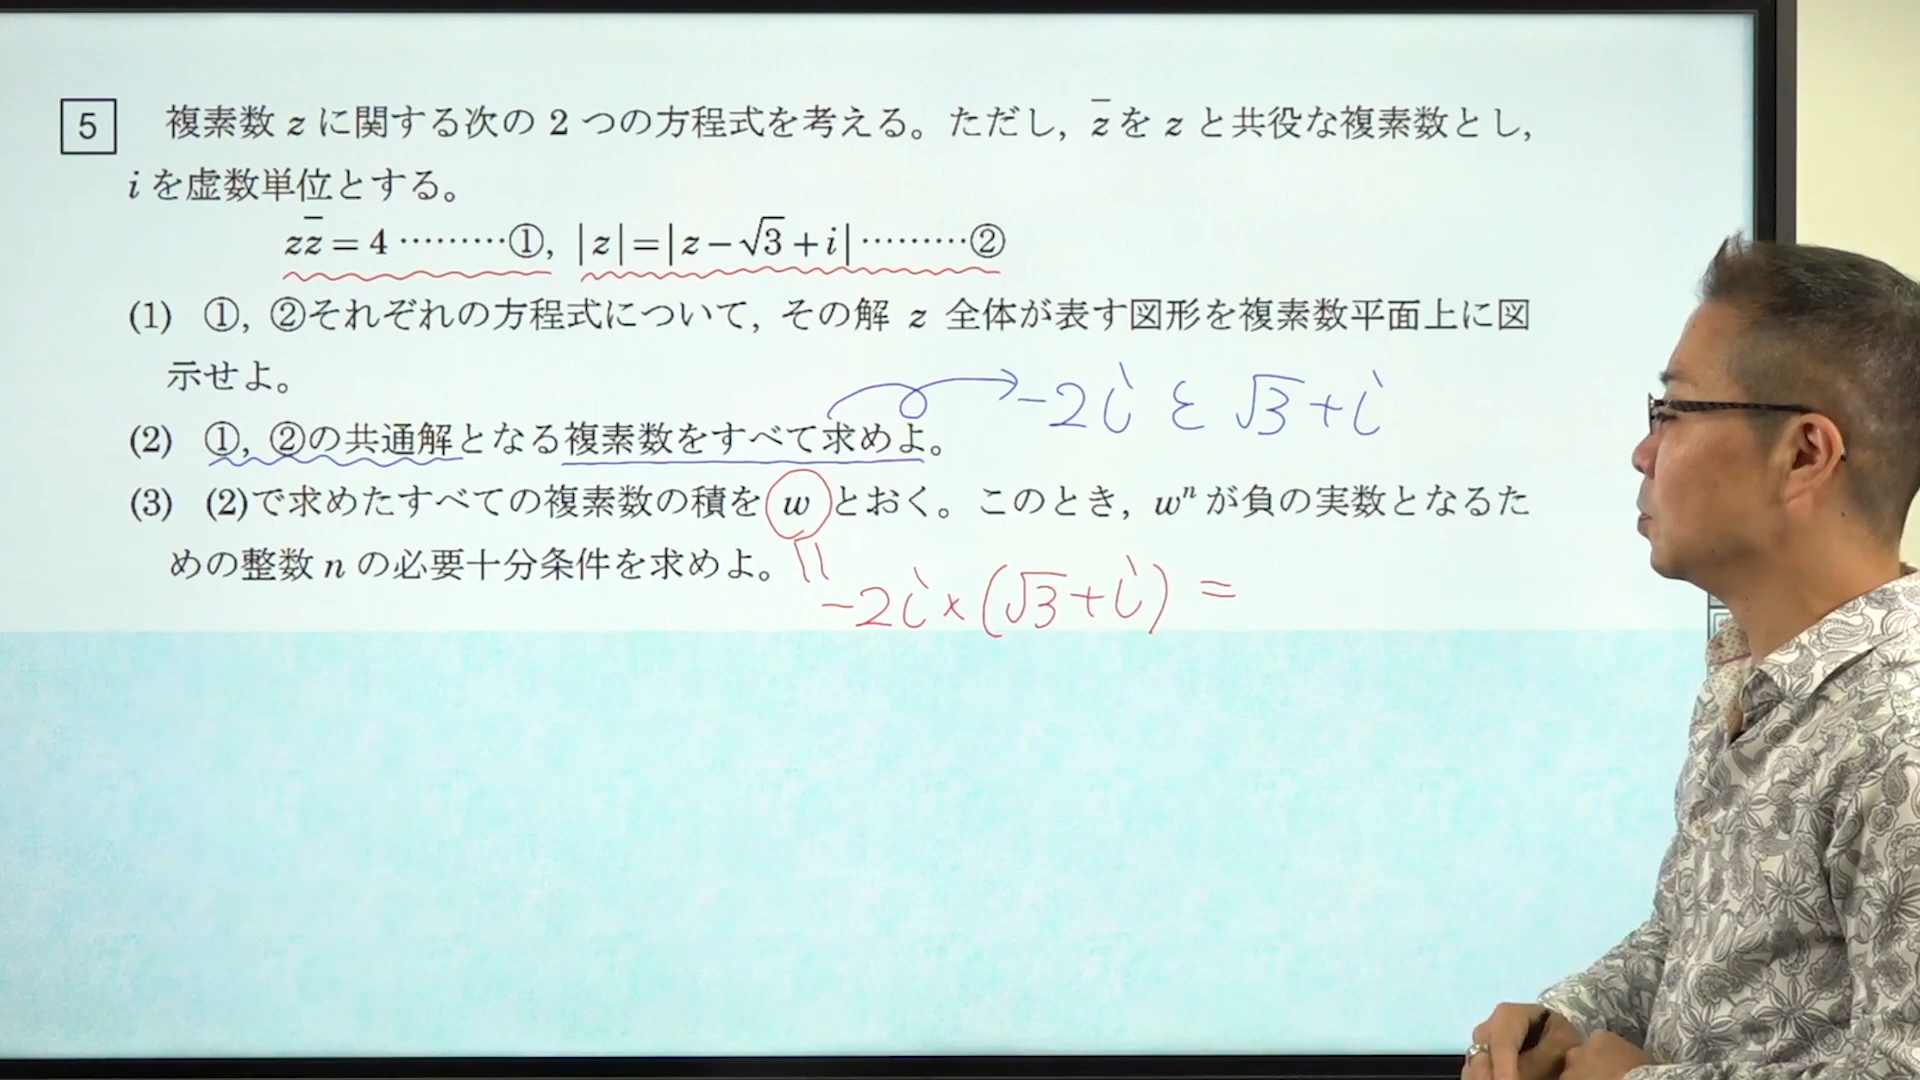 5 複素数 z に関する次の 2 つの方程式を考える。ただし, z̅ を z と共役な複素数とし,
i を虚数単位とする。
zz̅ = 4 ………①, |z|=|z−√3+i| ………②
(1) ①, ②それぞれの方程式について, その解 z 全体が表す図形を複素数平面上に図
示せよ。
−2i と √3+i
(2) ①, ②の共通解となる複素数をすべて求めよ。
(3) (2)で求めたすべての複素数の積を w とおく。このとき, wⁿ が負の実数となるた
めの整数 n の必要十分条件を求めよ。
=
−2i×(√3+i) =